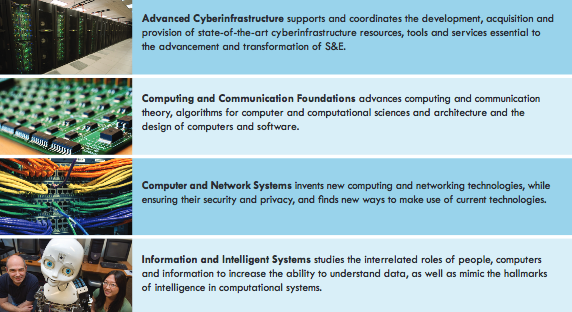 Advanced Cyberinfrastructure supports and coordinates the development, acquisition and
provision of state-of-the-art cyberinfrastructure resources, tools and services essential to
the advancement and transformation of S&E.
Computing and Communication Foundations advances computing and communication
theory, algorithms for computer and computational sciences and architecture and the
design of computers and software.
Computer and Network Systems invents new computing and networking technologies, while
ensuring their security and privacy, and finds new ways to make use of current technologies.
Information and Intelligent Systems studies the interrelated roles of people, computers
and information to increase the ability to understand data, as well as mimic the hallmarks
of intelligence in computational systems.